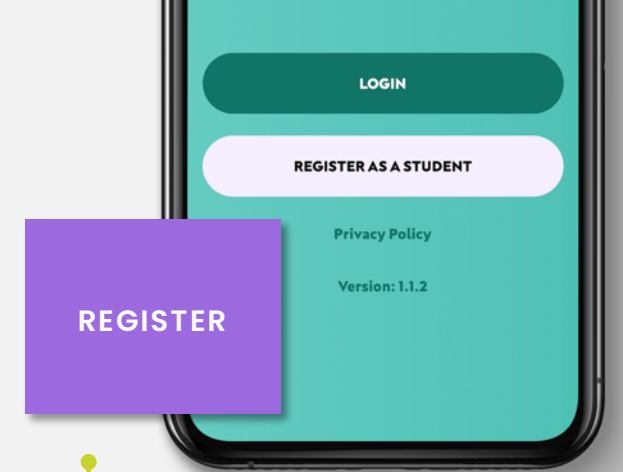 LOGIN
REGISTER AS A STUDENT
Privacy Policy
Version: 1.1.2
REGISTER